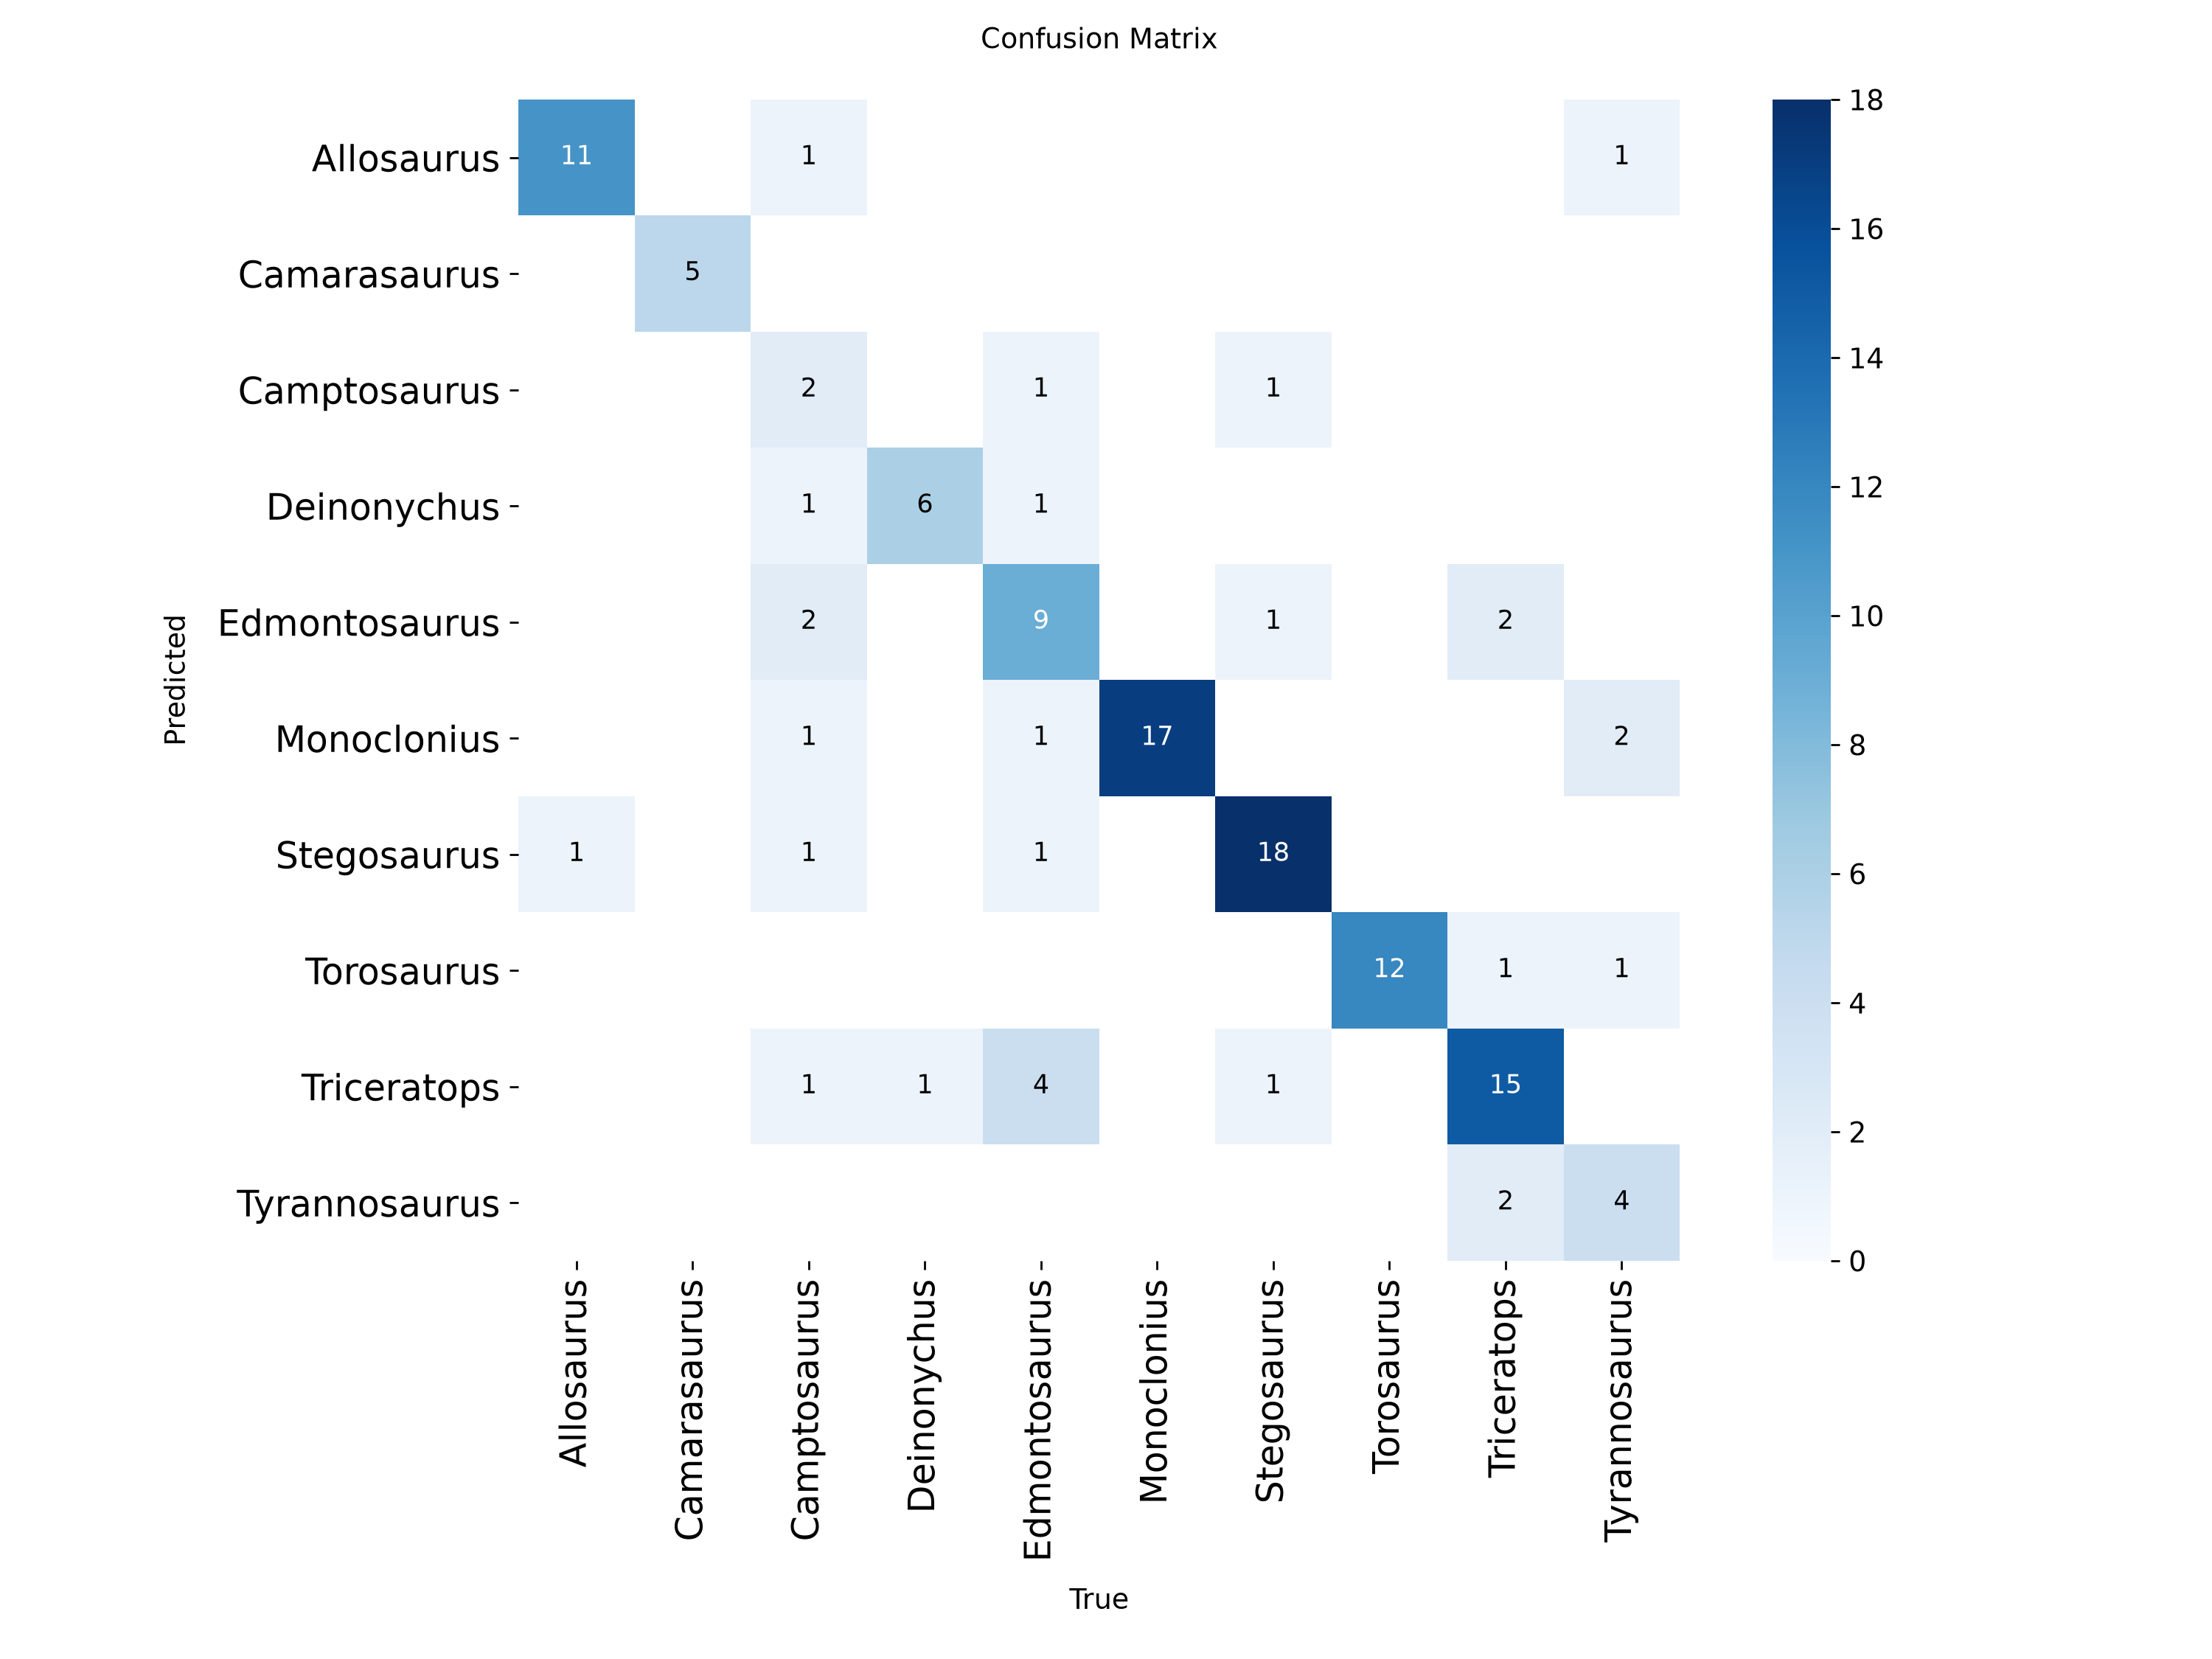 Confusion Matrix
Allosaurus 11 1 1
Camarasaurus 5
Camptosaurus 2 1 1
Deinonychus 1 6 1
Edmontosaurus 2 9 1 2
Monoclonius 1 1 17 2
Stegosaurus 1 1 1 18
Torosaurus 12 1 1
Triceratops 1 1 4 1 15
Tyrannosaurus 2 4
Predicted
Allosaurus
Camarasaurus
Camptosaurus
Deinonychus
Edmontosaurus
Monoclonius
Stegosaurus
Torosaurus
Triceratops
Tyrannosaurus
True
18
16
14
12
10
8
6
4
2
0